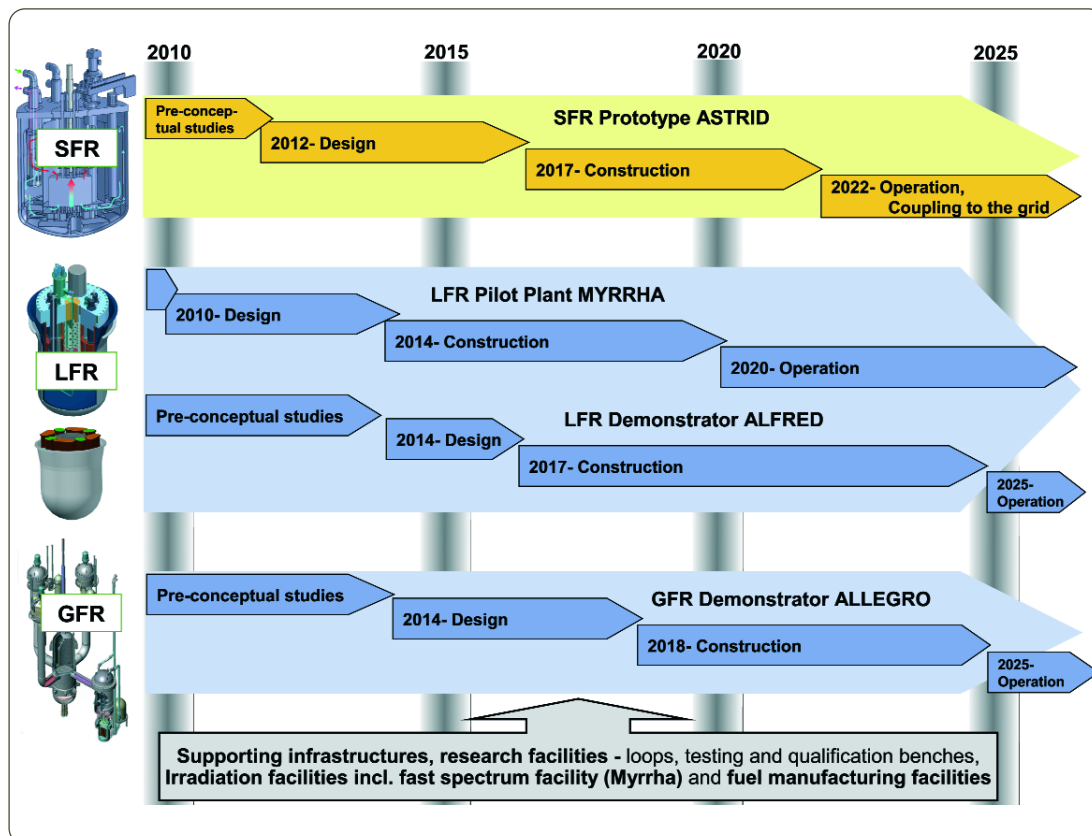 2010 2015 2020 2025
SFR
Pre-concep-
tual studies
SFR Prototype ASTRID
2012- Design
2017- Construction
2022- Operation,
Coupling to the grid
LFR
LFR Pilot Plant MYRRHA
2010- Design
2014- Construction
2020- Operation
Pre-conceptual studies
LFR Demonstrator ALFRED
2014- Design
2017- Construction
2025-
Operation
GFR
Pre-conceptual studies
GFR Demonstrator ALLEGRO
2014- Design
2018- Construction
2025-
Operation
Supporting infrastructures, research facilities - loops, testing and qualification benches,
Irradiation facilities incl. fast spectrum facility (Myrrha) and fuel manufacturing facilities